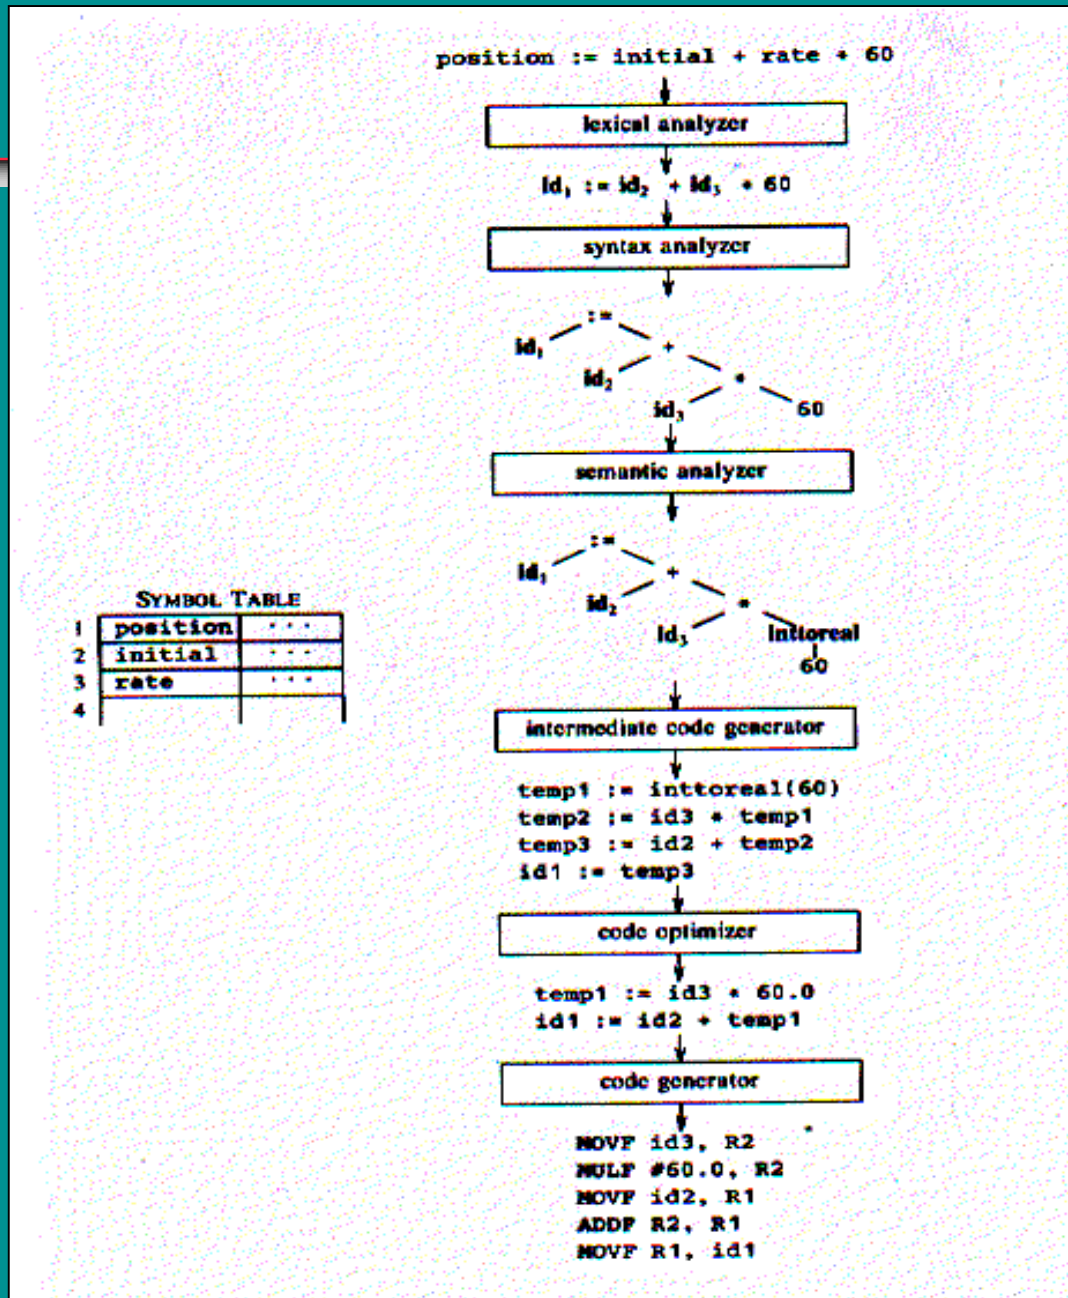 position := initial + rate * 60
lexical analyzer
id₁ := id₂ + id₃ * 60
syntax analyzer
:=
id₁ +
id₂ *
id₃ 60
semantic analyzer
:=
id₁ +
id₂ *
id₃ inttoreal
60
SYMBOL TABLE
1 position ...
2 initial ...
3 rate ...
4
intermediate code generator
temp1 := inttoreal(60)
temp2 := id3 * temp1
temp3 := id2 + temp2
id1 := temp3
code optimizer
temp1 := id3 * 60.0
id1 := id2 + temp1
code generator
MOVF id3, R2
MULF #60.0, R2
MOVF id2, R1
ADDF R2, R1
MOVF R1, id1